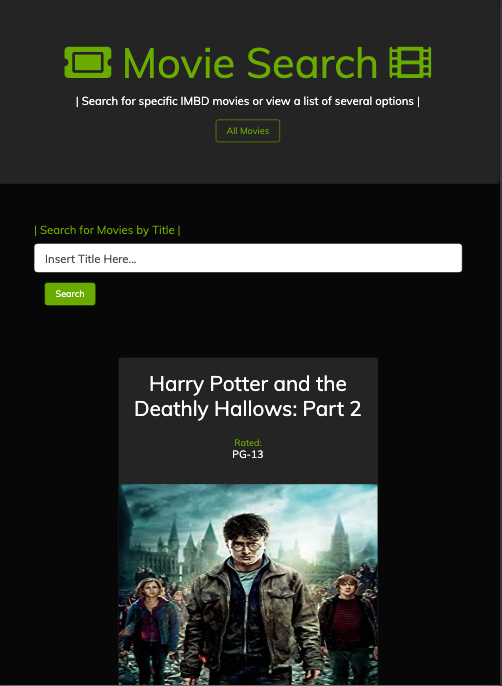 Movie Search
| Search for specific IMBD movies or view a list of several options |
All Movies
| Search for Movies by Title |
Insert Title Here...
Search
Harry Potter and the
Deathly Hallows: Part 2
Rated:
PG-13